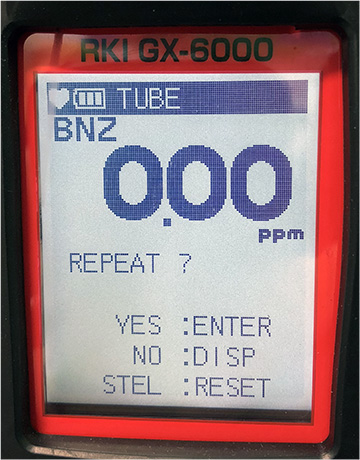 RKI GX-6000
TUBE
BNZ
0.00
ppm
REPEAT ?
YES :ENTER
NO :DISP
STEL :RESET